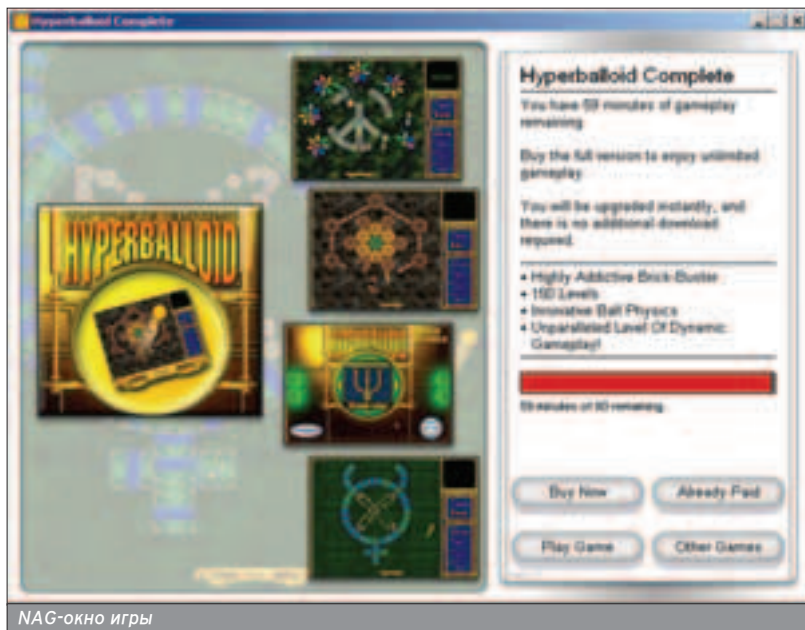 Hyperballoid Complete
HYPERBALLOID
Hyperballoid Complete
You have 59 minutes of gameplay
remaining
Buy the full version to enjoy unlimited
gameplay.
You will be upgraded instantly, and
there is no additional download
required.
• Highly Addictive Brick-Buster
• 150 Levels
• Innovative Ball Physics
• Unparalleled Level Of Dynamic
Gameplay!
59 minutes of 60 remaining.
Buy Now
Already Paid
Play Game
Other Games
NAG-окно игры